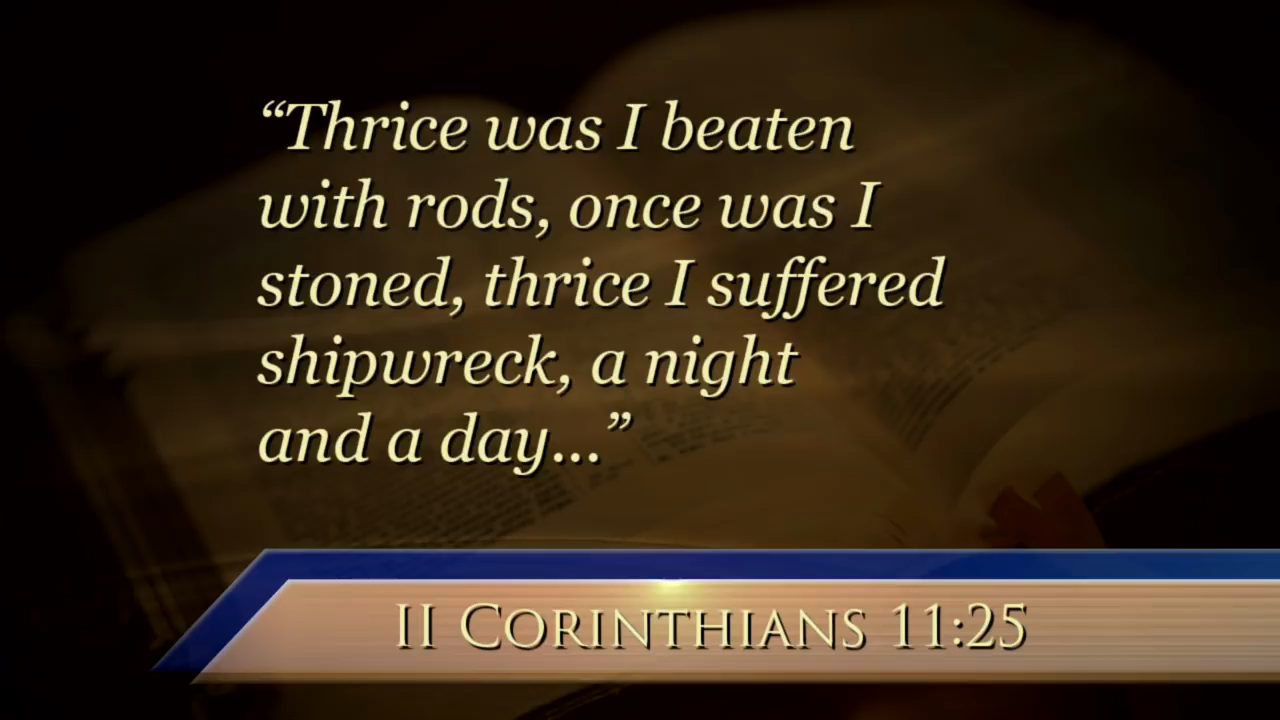 “Thrice was I beaten
with rods, once was I
stoned, thrice I suffered
shipwreck, a night
and a day...”
II Corinthians 11:25